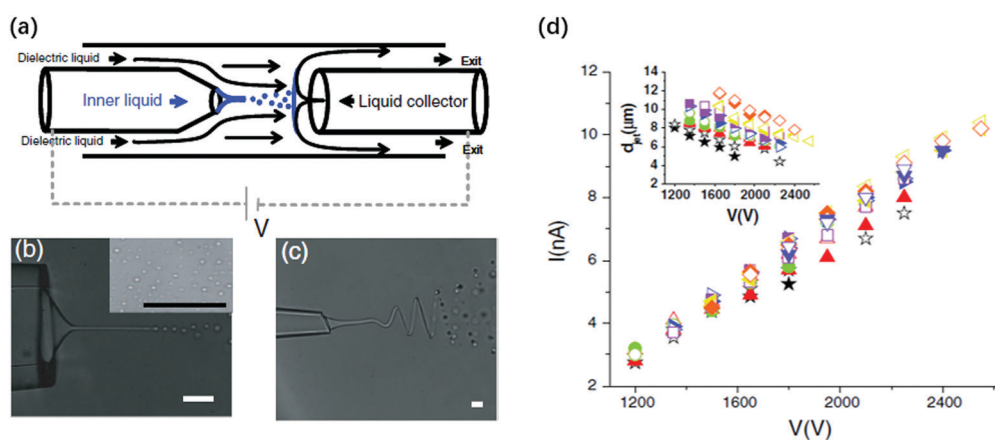 (a)
Dielectric liquid
Exit
Inner liquid
Liquid collector
Dielectric liquid
Exit
V
(b)
(c)
(d)
I(nA)
12
10
8
6
4
2
1200
1600
2000
2400
V(V)
d_jet(um)
14
12
10
8
6
4
2
1200
1600
2000
2400
V(V)